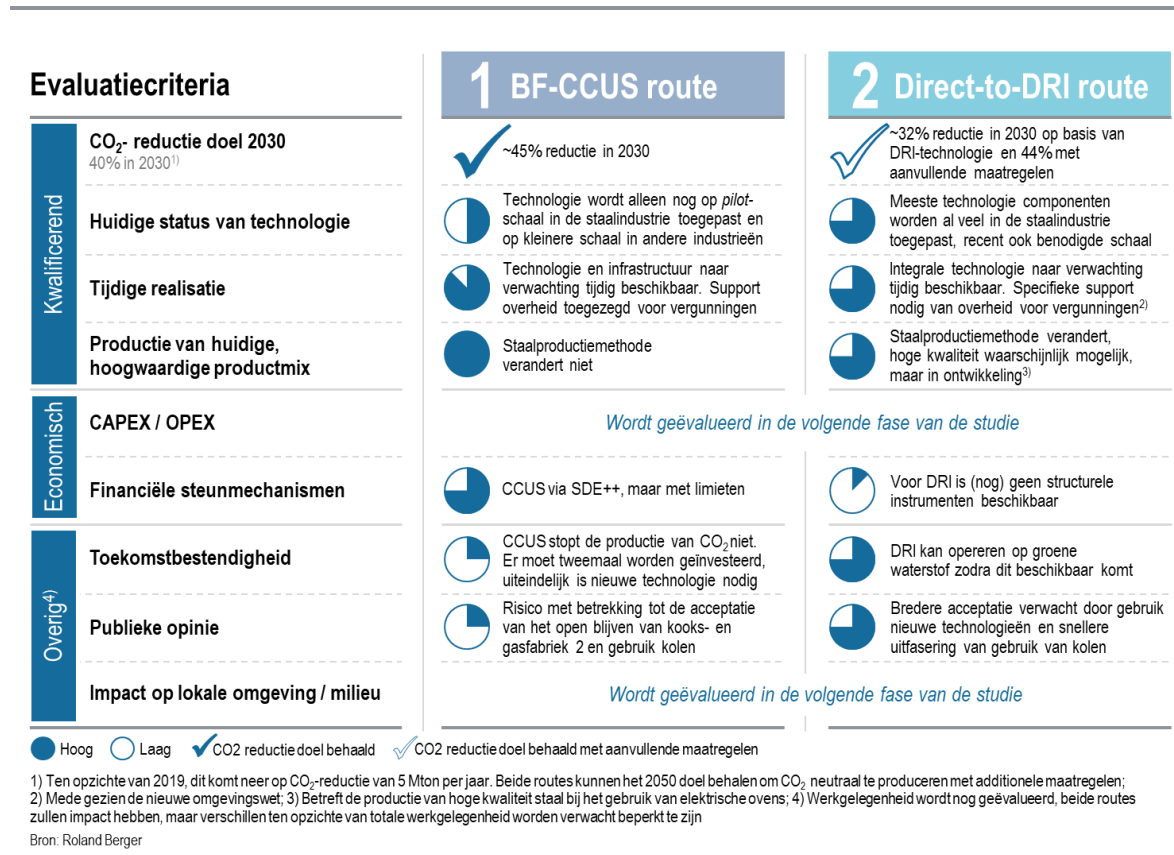 Evaluatiecriteria
1 BF-CCUS route
2 Direct-to-DRI route
Kwalificerend
CO₂- reductie doel 2030
40% in 2030¹⁾
~45% reductie in 2030
~32% reductie in 2030 op basis van
DRI-technologie en 44% met
aanvullende maatregelen
Huidige status van technologie
Technologie wordt alleen nog op pilot-
schaal in de staalindustrie toegepast en
op kleinere schaal in andere industrieën
Meeste technologie componenten
worden al veel in de staalindustrie
toegepast, recent ook benodigde schaal
Tijdige realisatie
Technologie en infrastructuur naar
verwachting tijdig beschikbaar. Support
overheid toegezegd voor vergunningen
Integrale technologie naar verwachting
tijdig beschikbaar. Specifieke support
nodig van overheid voor vergunningen²⁾
Productie van huidige,
hoogwaardige productmix
Staalproductiemethode
verandert niet
Staalproductiemethode verandert,
hoge kwaliteit waarschijnlijk mogelijk,
maar in ontwikkeling³⁾
Economisch
CAPEX / OPEX
Wordt geëvalueerd in de volgende fase van de studie
Financiële steunmechanismen
CCUS via SDE++, maar met limieten
Voor DRI is (nog) geen structurele
instrumenten beschikbaar
Overig⁴⁾
Toekomstbestendigheid
CCUS stopt de productie van CO₂ niet.
Er moet tweemaal worden geïnvesteerd,
uiteindelijk is nieuwe technologie nodig
DRI kan opereren op groene
waterstof zodra dit beschikbaar komt
Publieke opinie
Risico met betrekking tot de acceptatie
van het open blijven van kooks- en
gasfabriek 2 en gebruik kolen
Bredere acceptatie verwacht door gebruik
nieuwe technologieën en snellere
uitfasering van gebruik van kolen
Impact op lokale omgeving / milieu
Wordt geëvalueerd in de volgende fase van de studie
Hoog Laag CO2 reductie doel behaald CO2 reductie doel behaald met aanvullende maatregelen
1) Ten opzichte van 2019, dit komt neer op CO₂-reductie van 5 Mton per jaar. Beide routes kunnen het 2050 doel behalen om CO₂ neutraal te produceren met additionele maatregelen;
2) Mede gezien de nieuwe omgevingswet; 3) Betreft de productie van hoge kwaliteit staal bij het gebruik van elektrische ovens; 4) Werkgelegenheid wordt nog geëvalueerd, beide routes
zullen impact hebben, maar verschillen ten opzichte van totale werkgelegenheid worden verwacht beperkt te zijn
Bron: Roland Berger